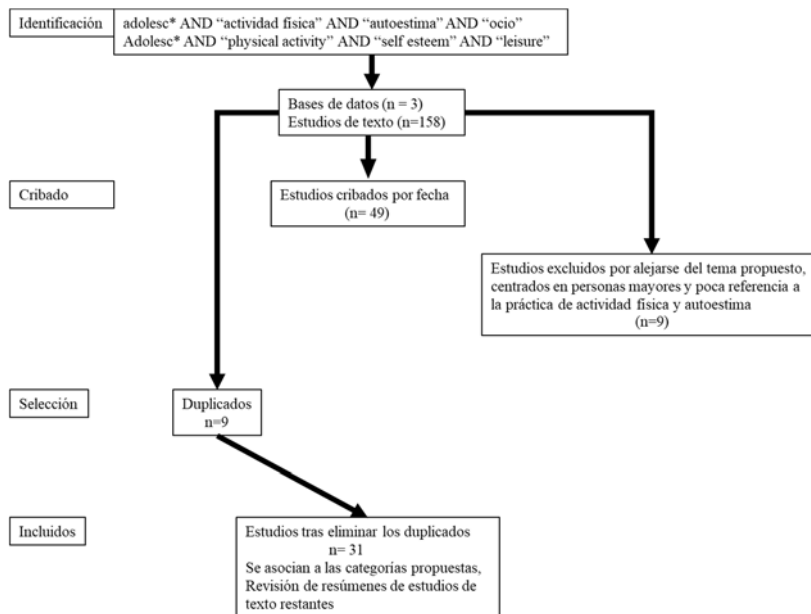 Identificación
adolesc* AND “actividad física” AND “autoestima” AND “ocio”
Adolesc* AND “physical activity” AND “self esteem” AND “leisure”
Bases de datos (n = 3)
Estudios de texto (n=158)
Cribado
Estudios cribados por fecha
(n= 49)
Estudios excluidos por alejarse del tema propuesto,
centrados en personas mayores y poca referencia a
la práctica de actividad física y autoestima
(n=9)
Selección
Duplicados
n=9
Incluidos
Estudios tras eliminar los duplicados
n= 31
Se asocian a las categorías propuestas,
Revisión de resúmenes de estudios de
texto restantes